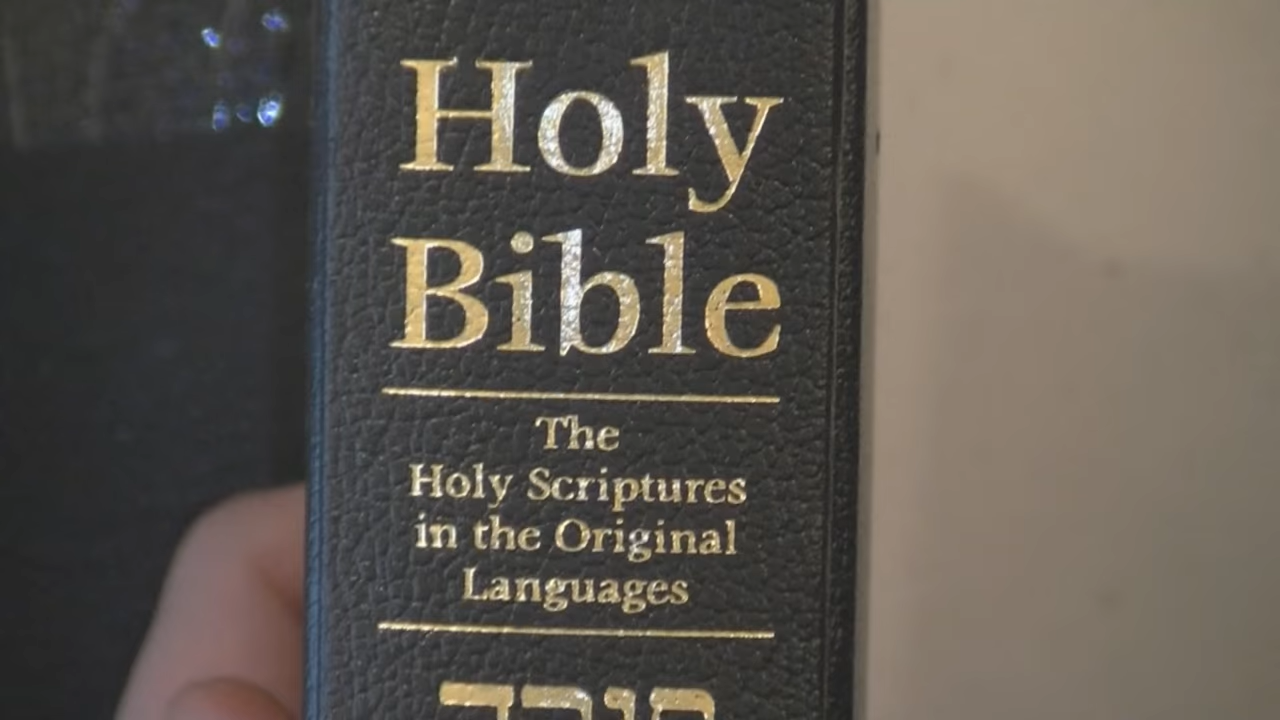 Holy
Bible
The
Holy Scriptures
in the Original
Languages